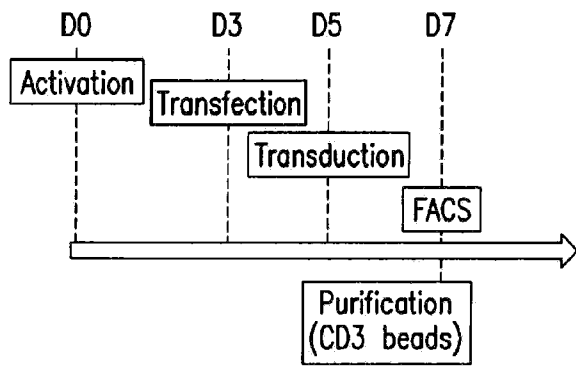 D0 D3 D5 D7
Activation
Transfection
Transduction
FACS
Purification
(CD3 beads)